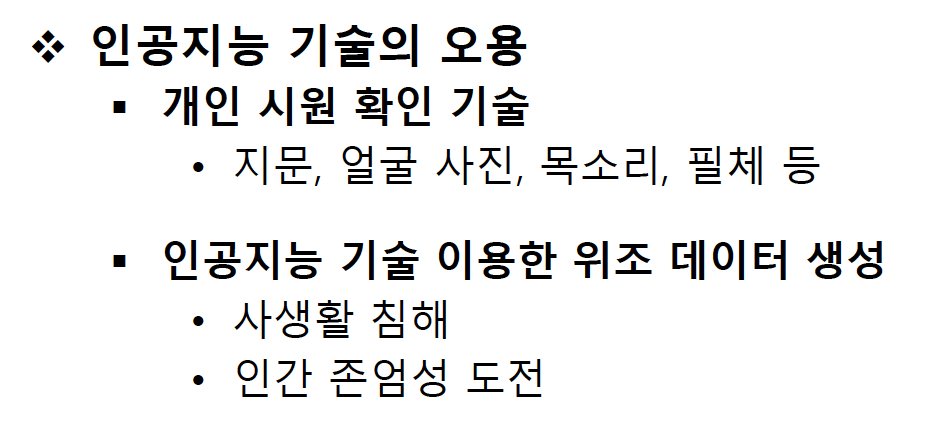 ❖ 인공지능 기술의 오용
▪ 개인 시원 확인 기술
• 지문, 얼굴 사진, 목소리, 필체 등
▪ 인공지능 기술 이용한 위조 데이터 생성
• 사생활 침해
• 인간 존엄성 도전